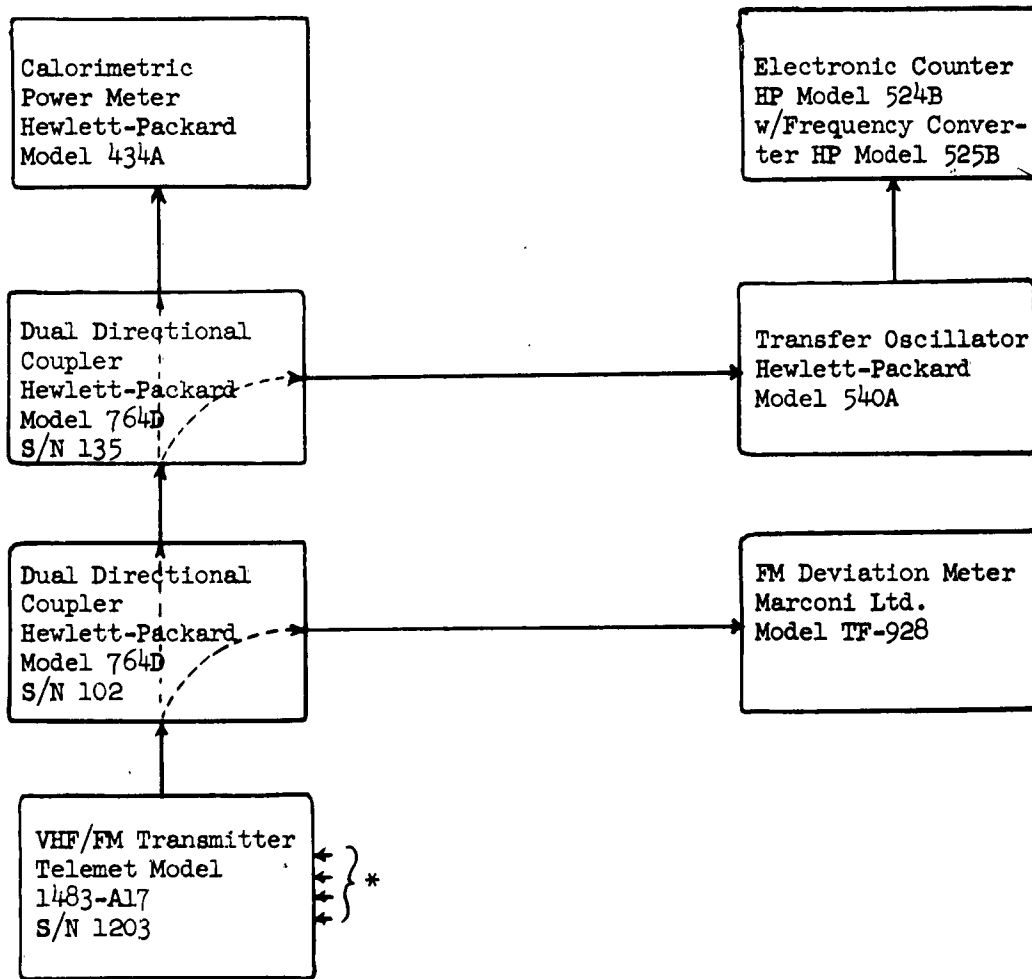 Calorimetric
Power Meter
Hewlett-Packard
Model 434A
Electronic Counter
HP Model 524B
w/Frequency Conver-
ter HP Model 525B
Dual Directional
Coupler
Hewlett-Packard
Model 764D
S/N 135
Transfer Oscillator
Hewlett-Packard
Model 540A
Dual Directional
Coupler
Hewlett-Packard
Model 764D
S/N 102
FM Deviation Meter
Marconi Ltd.
Model TF-928
VHF/FM Transmitter
Telemet Model
1483-A17
S/N 1203
*